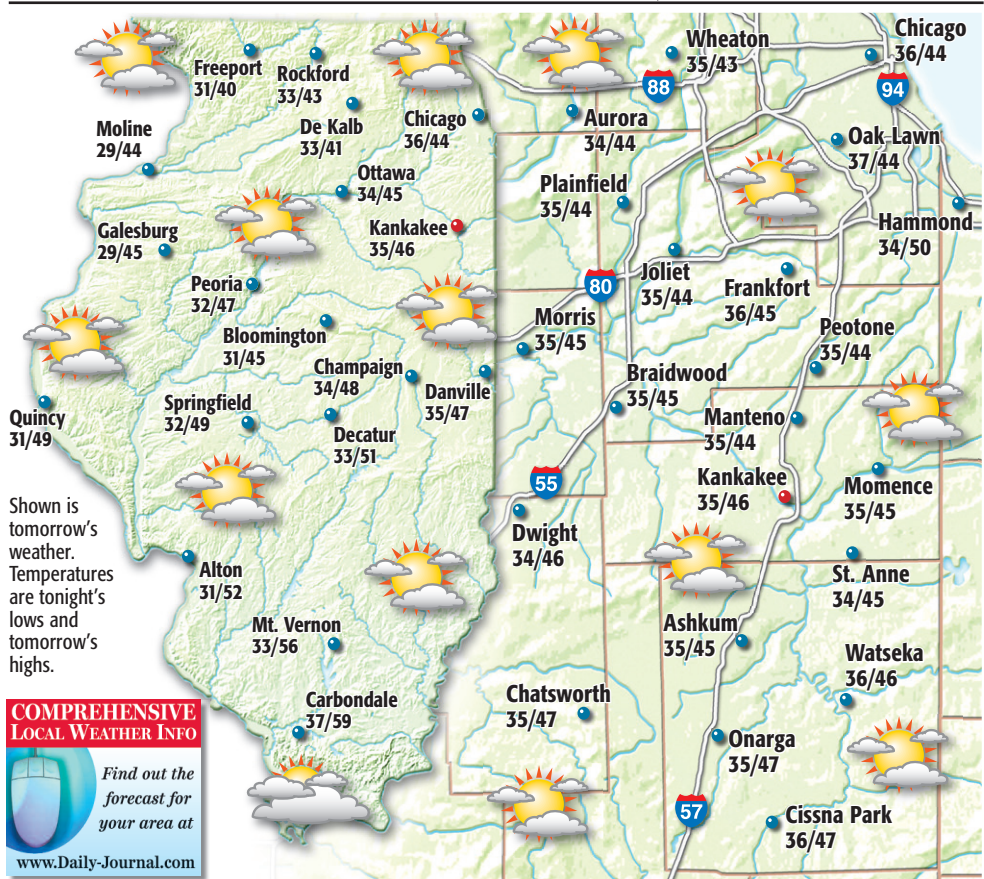 Freeport
31/40
Rockford
33/43
De Kalb
33/41
Chicago
36/44
Moline
29/44
Ottawa
34/45
Galesburg
29/45
Kankakee
35/46
Peoria
32/47
Bloomington
31/45
Champaign
34/48
Danville
35/47
Quincy
31/49
Springfield
32/49
Decatur
33/51
Alton
31/52
Mt. Vernon
33/56
Carbondale
37/59
Shown is
tomorrow's
weather.
Temperatures
are tonight's
lows and
tomorrow's
highs.
COMPREHENSIVE
LOCAL WEATHER INFO
Find out the
forecast for
your area at
www.Daily-Journal.com
Wheaton
35/43
Chicago
36/44
88
94
Aurora
34/44
Oak Lawn
37/44
Plainfield
35/44
Hammond
34/50
Joliet
35/44
80
Frankfort
36/45
Morris
35/45
Peotone
35/44
Braidwood
35/45
Manteno
35/44
55
Kankakee
35/46
Momence
35/45
Dwight
34/46
St. Anne
34/45
Ashkum
35/45
Watseka
36/46
Chatsworth
35/47
Onarga
35/47
57
Cissna Park
36/47